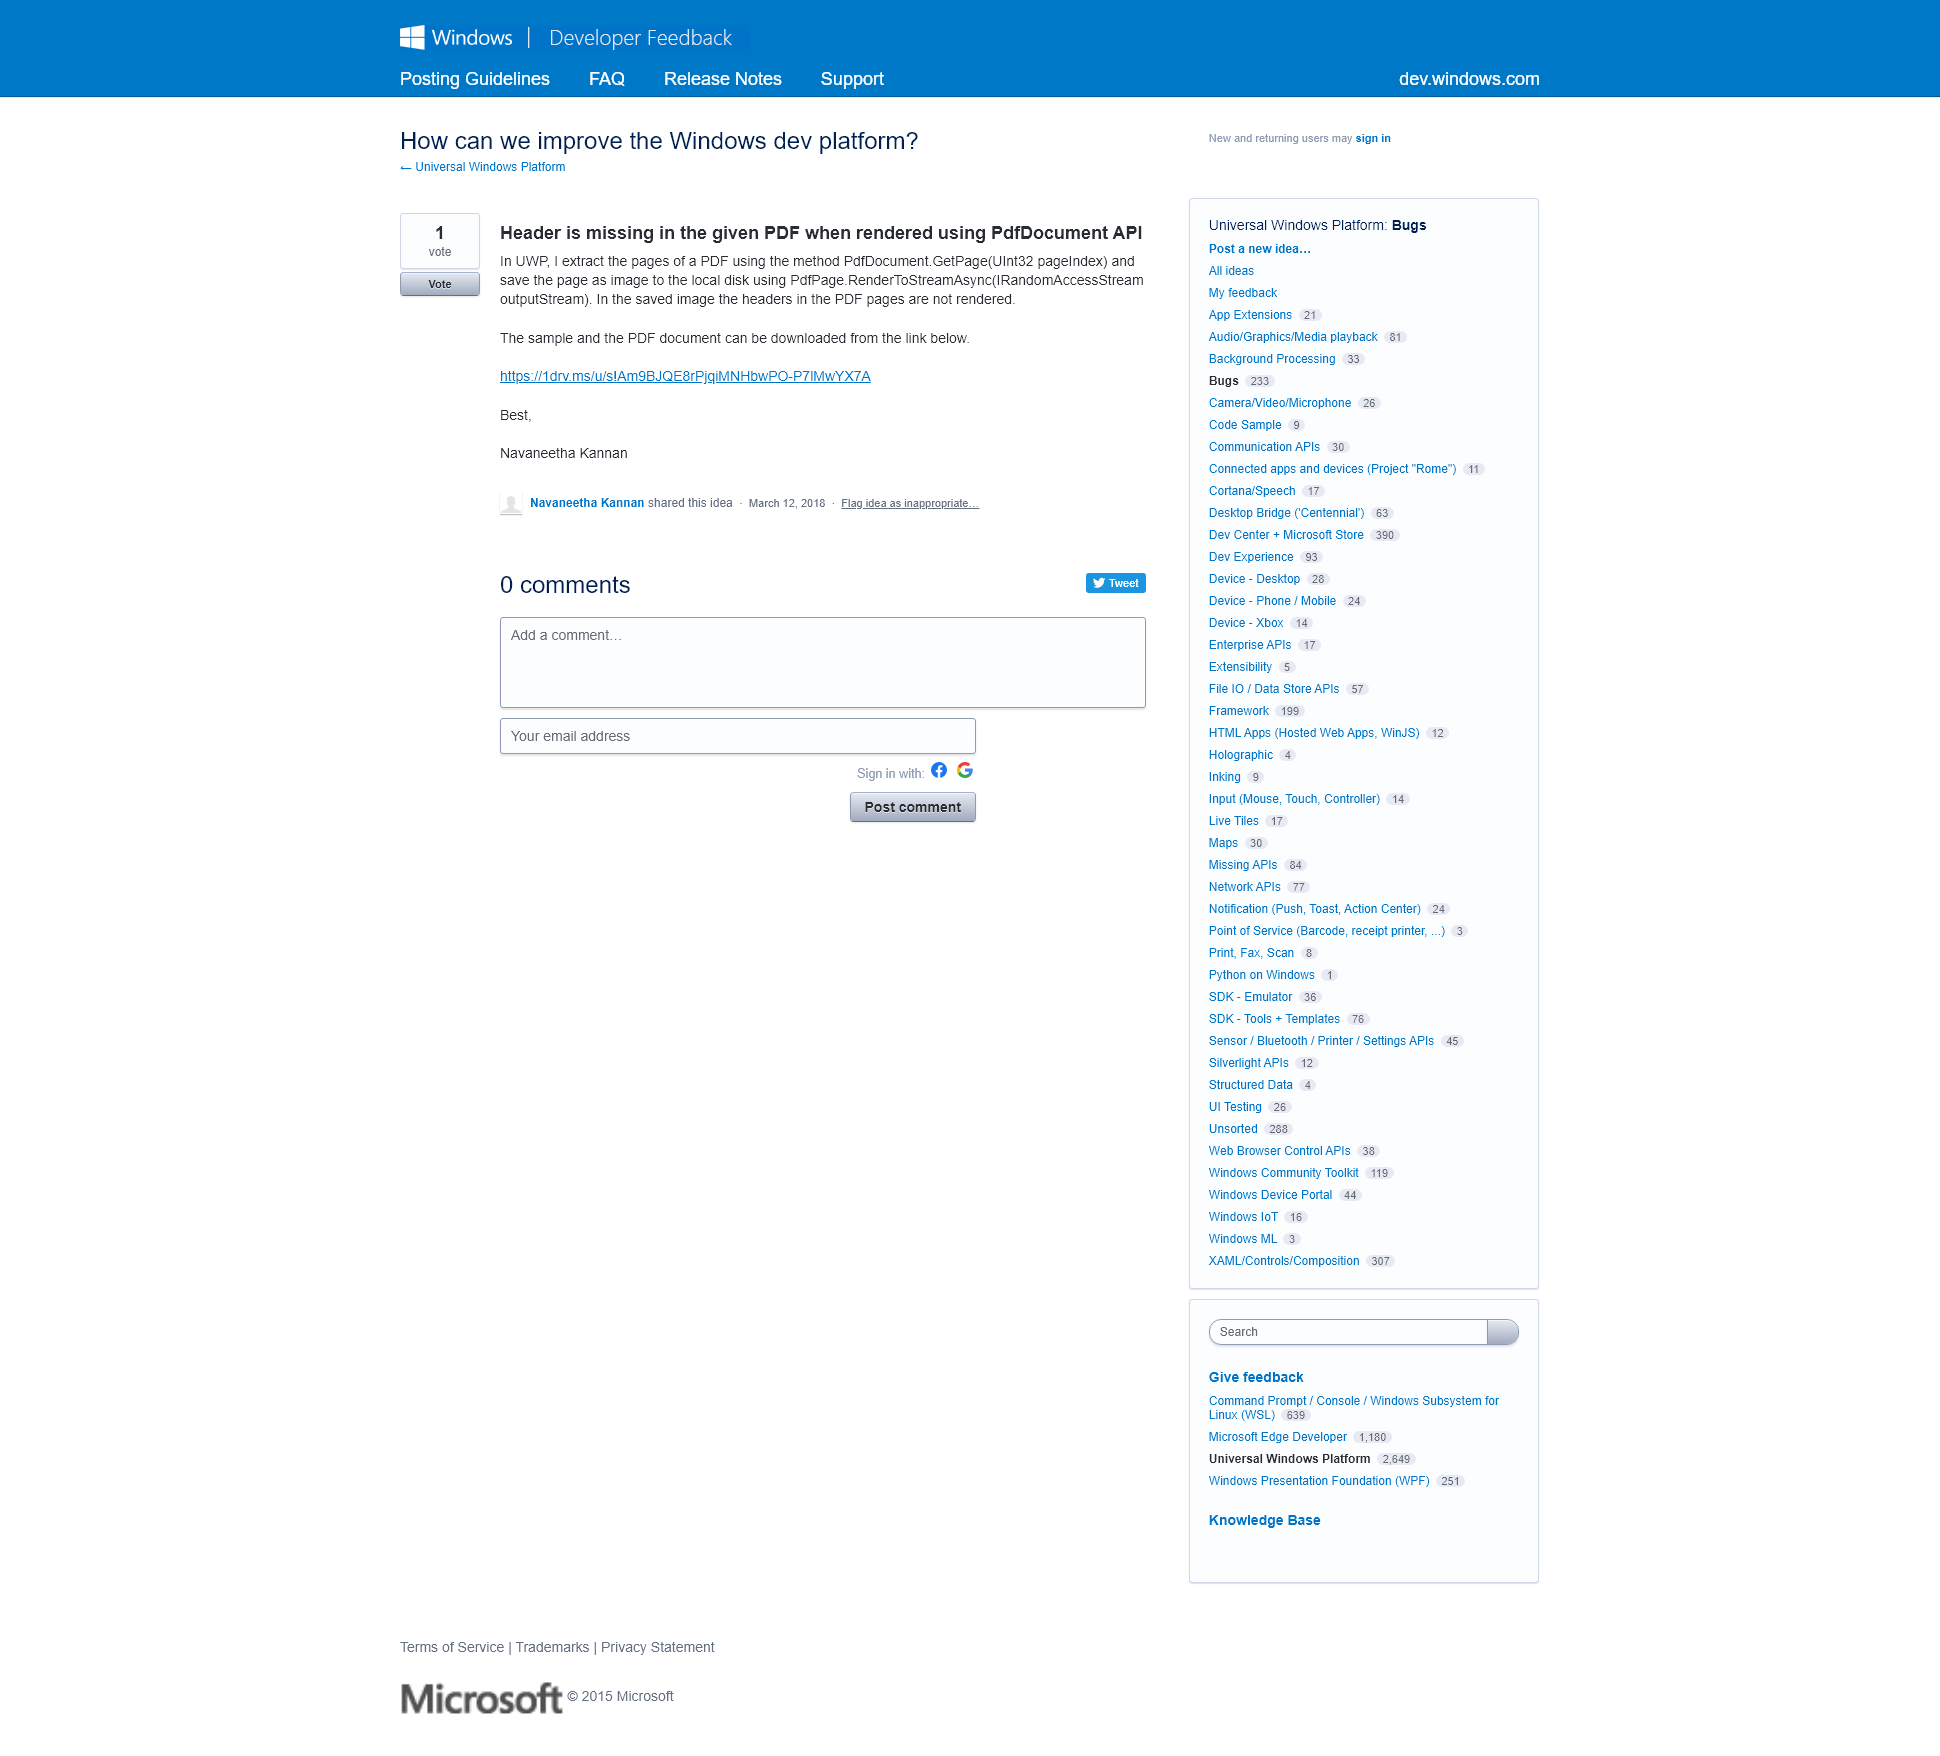 Windows | Developer Feedback
Posting Guidelines FAQ Release Notes Support dev.windows.com
How can we improve the Windows dev platform?
← Universal Windows Platform
New and returning users may sign in
1
vote
Vote
Header is missing in the given PDF when rendered using PdfDocument API
In UWP, I extract the pages of a PDF using the method PdfDocument.GetPage(UInt32 pageIndex) and
save the page as image to the local disk using PdfPage.RenderToStreamAsync(IRandomAccessStream
outputStream). In the saved image the headers in the PDF pages are not rendered.
The sample and the PDF document can be downloaded from the link below.
https://1drv.ms/u/s!Am9BJQE8rPjqiMNHbwPO-P7IMwYX7A
Best,
Navaneetha Kannan
Navaneetha Kannan shared this idea · March 12, 2018 · Flag idea as inappropriate…
0 comments
Tweet
Add a comment…
Your email address
Sign in with:
Post comment
Universal Windows Platform: Bugs
Post a new idea…
All ideas
My feedback
App Extensions 21
Audio/Graphics/Media playback 81
Background Processing 33
Bugs 233
Camera/Video/Microphone 26
Code Sample 9
Communication APIs 30
Connected apps and devices (Project "Rome") 11
Cortana/Speech 17
Desktop Bridge ('Centennial') 63
Dev Center + Microsoft Store 390
Dev Experience 93
Device - Desktop 28
Device - Phone / Mobile 24
Device - Xbox 14
Enterprise APIs 17
Extensibility 5
File IO / Data Store APIs 57
Framework 199
HTML Apps (Hosted Web Apps, WinJS) 12
Holographic 4
Inking 9
Input (Mouse, Touch, Controller) 14
Live Tiles 17
Maps 30
Missing APIs 84
Network APIs 77
Notification (Push, Toast, Action Center) 24
Point of Service (Barcode, receipt printer, ...) 3
Print, Fax, Scan 8
Python on Windows 1
SDK - Emulator 36
SDK - Tools + Templates 76
Sensor / Bluetooth / Printer / Settings APIs 45
Silverlight APIs 12
Structured Data 4
UI Testing 26
Unsorted 288
Web Browser Control APIs 38
Windows Community Toolkit 119
Windows Device Portal 44
Windows IoT 16
Windows ML 3
XAML/Controls/Composition 307
Search
Give feedback
Command Prompt / Console / Windows Subsystem for
Linux (WSL) 639
Microsoft Edge Developer 1,180
Universal Windows Platform 2,649
Windows Presentation Foundation (WPF) 251
Knowledge Base
Terms of Service | Trademarks | Privacy Statement
Microsoft © 2015 Microsoft